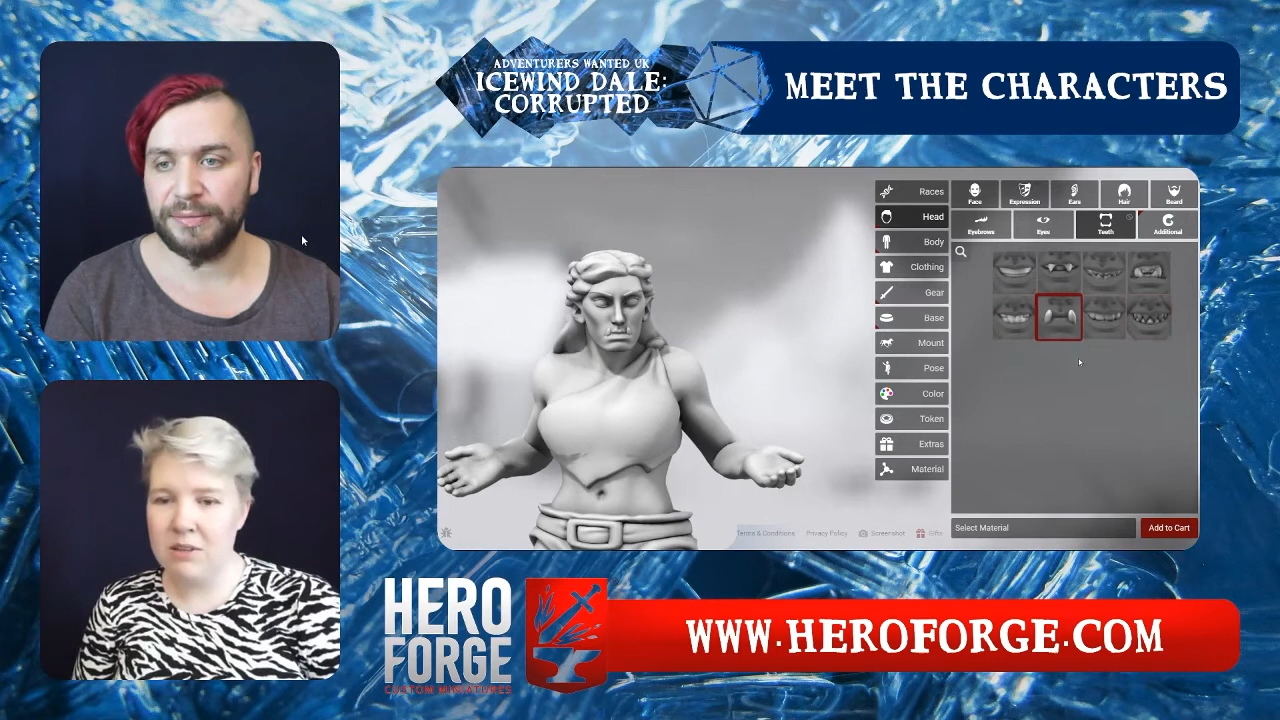 ADVENTURERS WANTED UK
ICEWIND DALE:
CORRUPTED
MEET THE CHARACTERS
Races
Head
Body
Clothing
Gear
Base
Mount
Pose
Color
Token
Extras
Material
Face
Expression
Ears
Hair
Beard
Eyebrows
Eyes
Teeth
Additional
Terms & Conditions
Privacy Policy
Screenshot
Gifts
Select Material
Add to Cart
HERO
FORGE
CUSTOM MINIATURES
WWW.HEROFORGE.COM